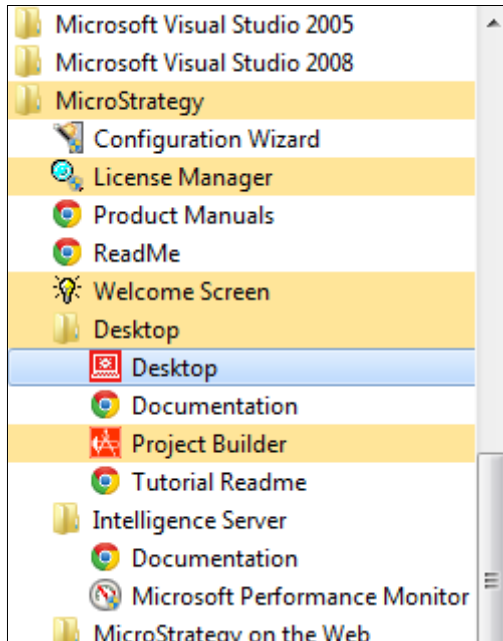 Microsoft Visual Studio 2005
Microsoft Visual Studio 2008
MicroStrategy
Configuration Wizard
License Manager
Product Manuals
ReadMe
Welcome Screen
Desktop
Desktop
Documentation
Project Builder
Tutorial Readme
Intelligence Server
Documentation
Microsoft Performance Monitor
MicroStrategy on the Web